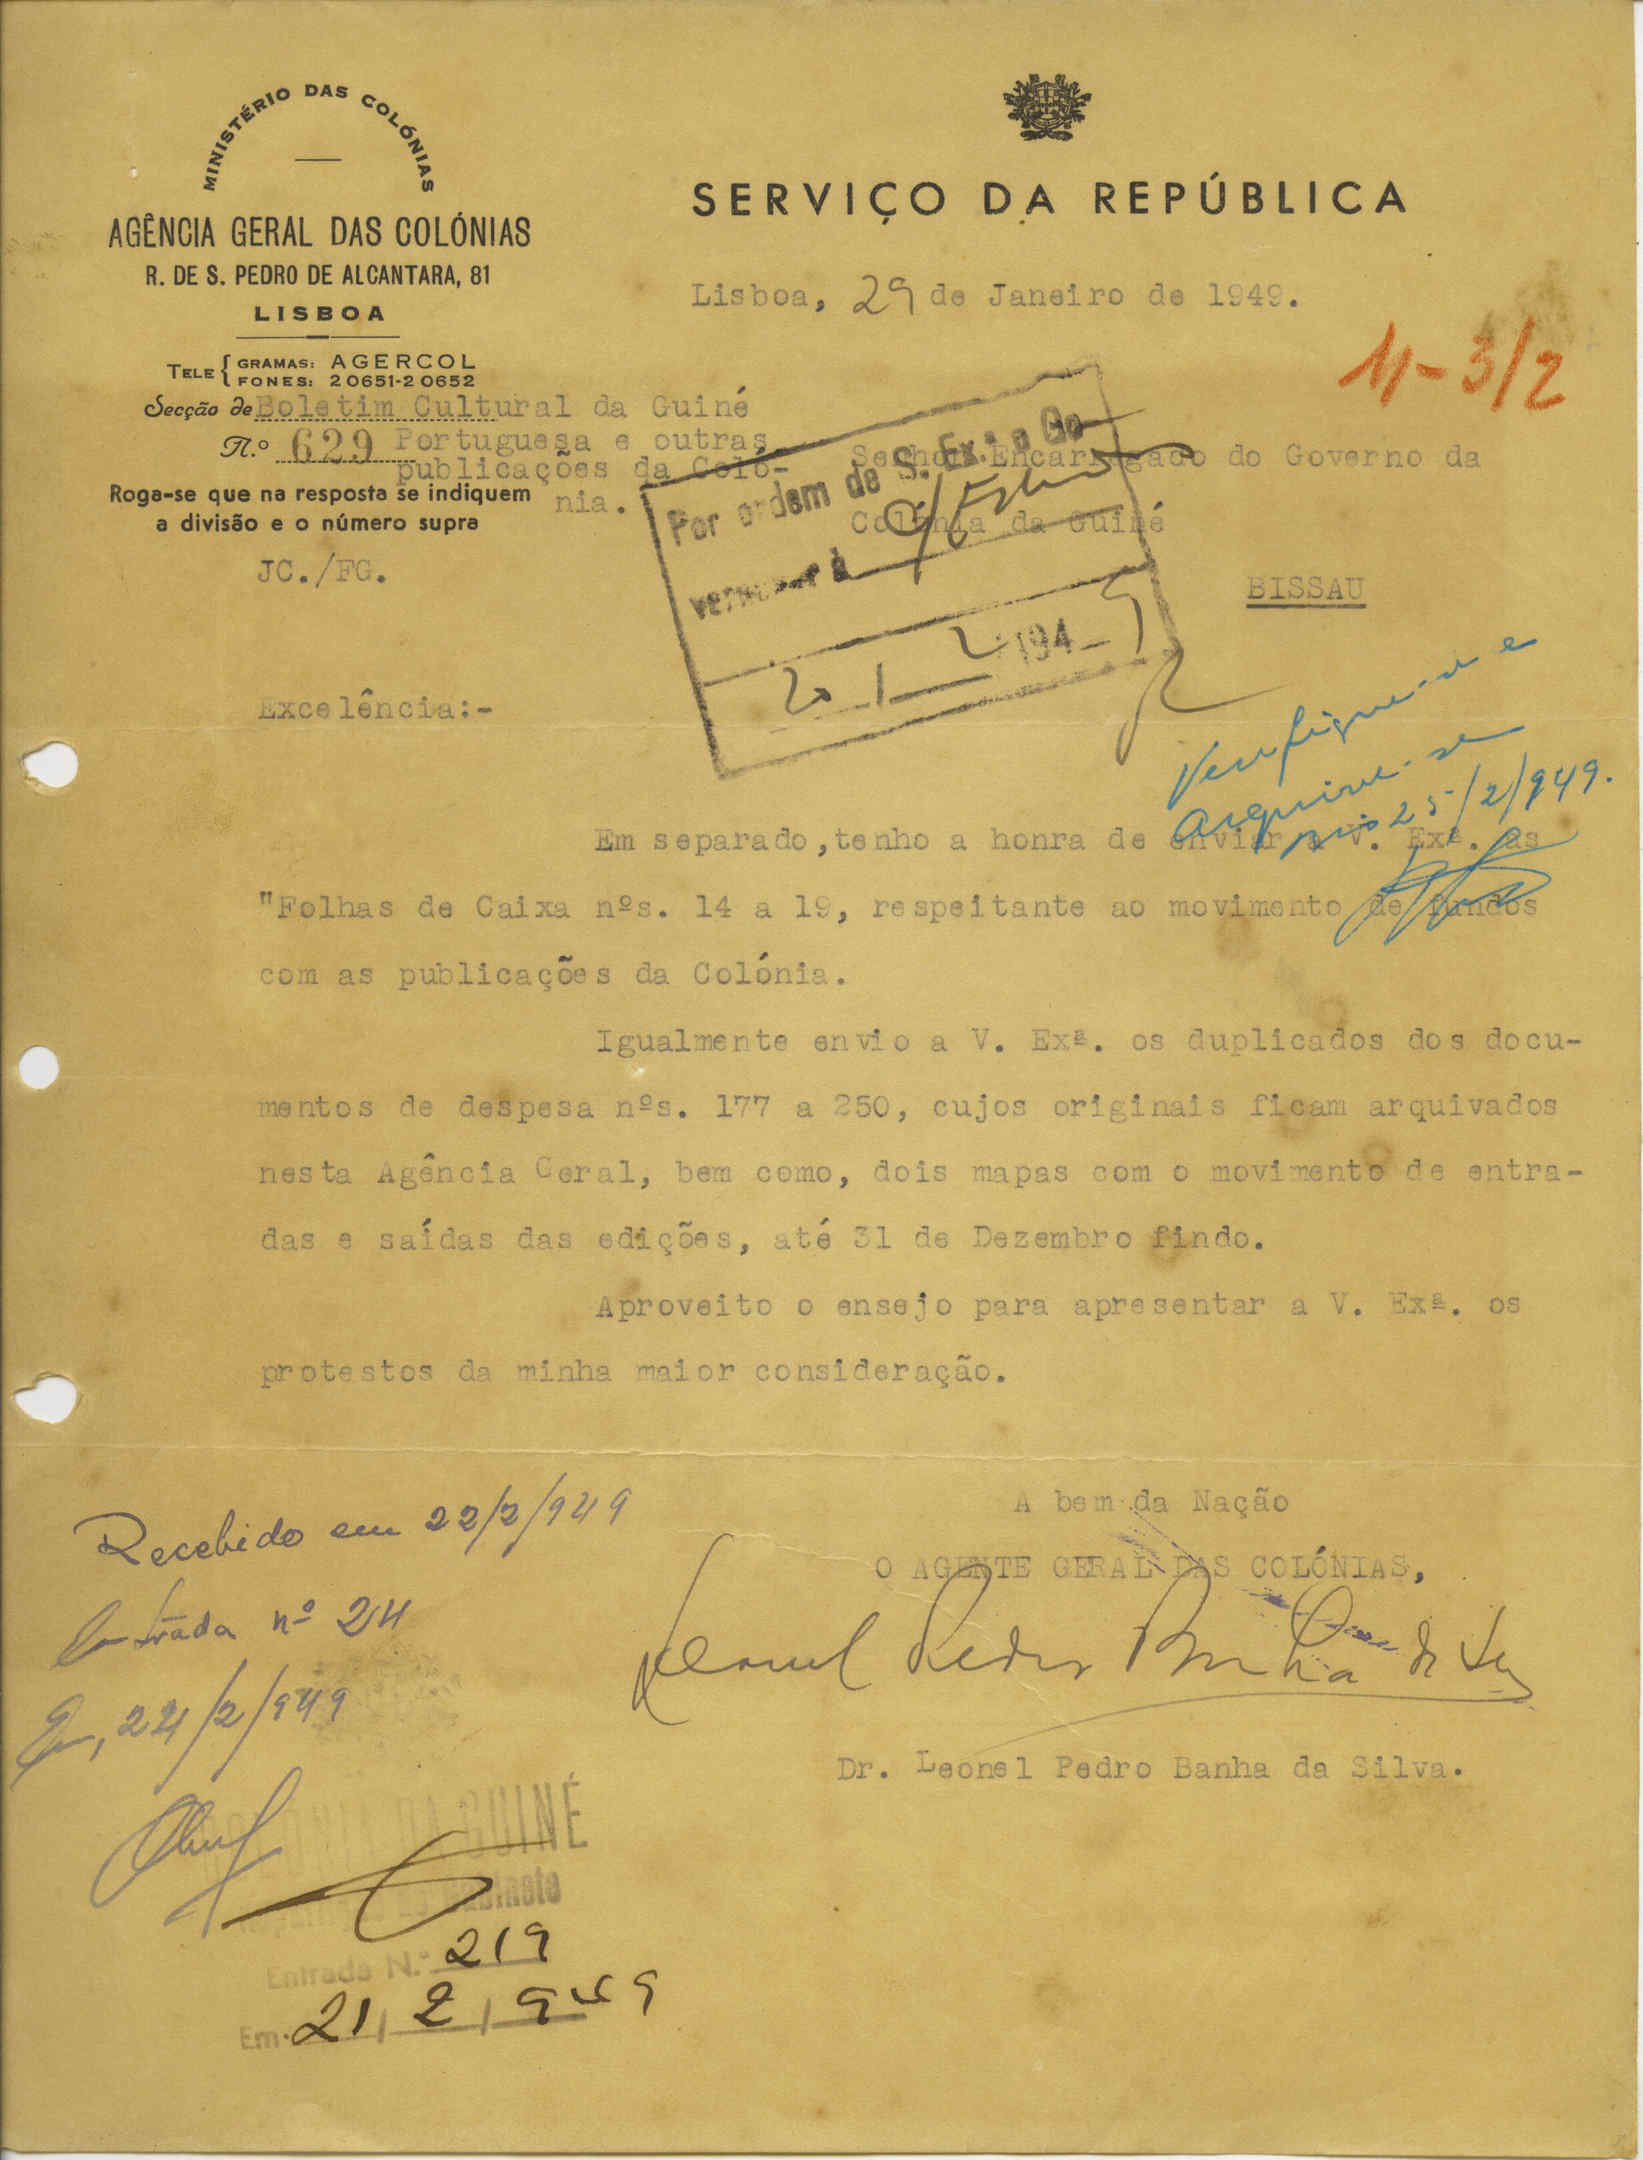 MINISTÉRIO DAS COLÓNIAS
AGÊNCIA GERAL DAS COLÓNIAS
R. DE S. PEDRO DE ALCANTARA, 81
LISBOA
TELE { GRAMAS: AGERCOL
FONES: 20651-20652
Secção de Boletim Cultural da Guiné
N.º 629 Portuguesa e outras
publicações da Coló-
nia.
Roga-se que na resposta se indiquem
a divisão e o número supra
JC./FG.
SERVIÇO DA REPÚBLICA
Lisboa, 29 de Janeiro de 1949.
11-3/2
Senhor Encarregado do Governo da
Colónia da Guiné
BISSAU
Por ordem de S. Ex.ª o Go-
vernador à
194
Excelência:-
Verifique-se e
arquive-se
25/2/949.
Em separado, tenho a honra de enviar a V. Exª. as
"Folhas de Caixa nºs. 14 a 19, respeitante ao movimento de fundos
com as publicações da Colónia.
Igualmente envio a V. Exª. os duplicados dos docu-
mentos de despesa nºs. 177 a 250, cujos originais ficam arquivados
nesta Agência Geral, bem como, dois mapas com o movimento de entra-
das e saídas das edições, até 31 de Dezembro findo.
Aproveito o ensejo para apresentar a V. Exª. os
protestos da minha maior consideração.
A bem da Nação
O AGENTE GERAL DAS COLÓNIAS,
Leonel Pedro Banha da Silva
Dr. Leonel Pedro Banha da Silva.
Recebido em 22/2/949
Entrada nº 24
Em, 24/2/949
COLÓNIA DA GUINÉ
Gabinete
Entrada N.º 219
Em. 21/2/949